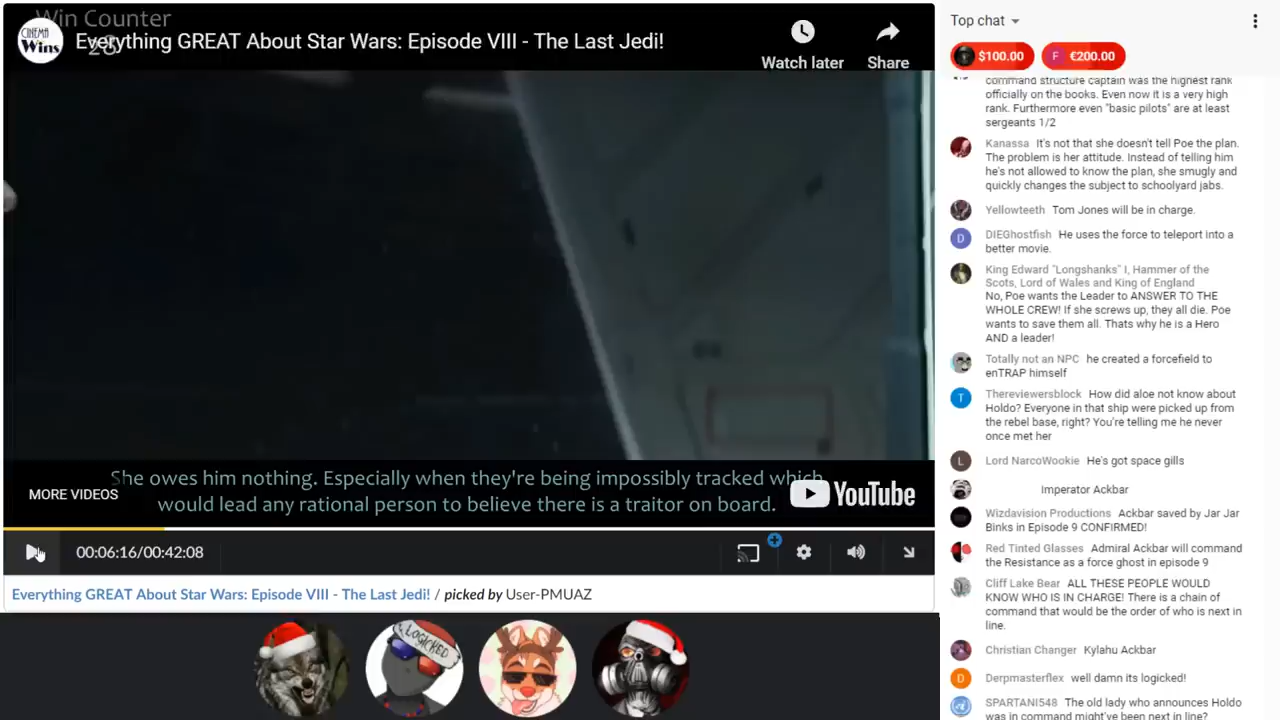 Win Counter
28
CINEMA
Wins
Everything GREAT About Star Wars: Episode VIII - The Last Jedi!
Watch later
Share
She owes him nothing. Especially when they're being impossibly tracked which
would lead any rational person to believe there is a traitor on board.
MORE VIDEOS
YouTube
00:06:16/00:42:08
Everything GREAT About Star Wars: Episode VIII - The Last Jedi! / picked by User-PMUAZ
LOGICKED
Top chat
$100.00
F €200.00
command structure captain was the highest rank
officially on the books. Even now it is a very high
rank. Furthermore even "basic pilots" are at least
sergeants 1/2
Kanassa It's not that she doesn't tell Poe the plan.
The problem is her attitude. Instead of telling him
he's not allowed to know the plan, she smugly and
quickly changes the subject to schoolyard jabs.
Yellowteeth Tom Jones will be in charge.
D
DIEGhostfish He uses the force to teleport into a
better movie.
King Edward "Longshanks" I, Hammer of the
Scots, Lord of Wales and King of England
No, Poe wants the Leader to ANSWER TO THE
WHOLE CREW! If she screws up, they all die. Poe
wants to save them all. Thats why he is a Hero
AND a leader!
Totally not an NPC he created a forcefield to
enTRAP himself
T
Thereviewersblock How did aloe not know about
Holdo? Everyone in that ship were picked up from
the rebel base, right? You're telling me he never
once met her
L
Lord NarcoWookie He's got space gills
Imperator Ackbar
Wizdavision Productions Ackbar saved by Jar Jar
Binks in Episode 9 CONFIRMED!
Red Tinted Glasses Admiral Ackbar will command
the Resistance as a force ghost in episode 9
Cliff Lake Bear ALL THESE PEOPLE WOULD
KNOW WHO IS IN CHARGE! There is a chain of
command that would be the order of who is next in
line.
Christian Changer Kylahu Ackbar
D
Derpmasterflex well damn its logicked!
SPARTANI548 The old lady who announces Holdo
was in command might've been next in line?